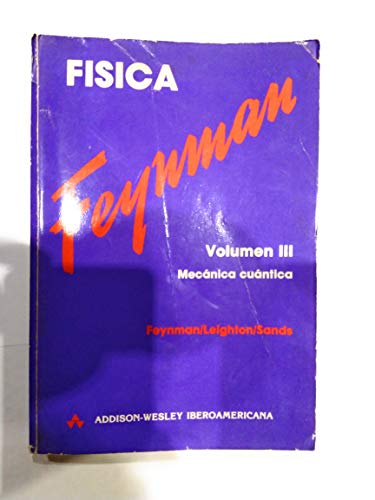 FISICA
Feynman
Volumen III
Mecánica cuántica
Feynman/Leighton/Sands
ADDISON-WESLEY IBEROAMERICANA